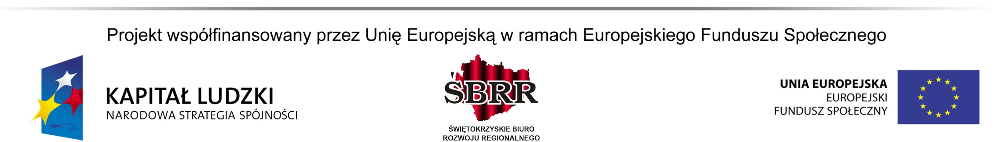 Projekt współfinansowany przez Unię Europejską w ramach Europejskiego Funduszu Społecznego
KAPITAŁ LUDZKI
NARODOWA STRATEGIA SPÓJNOŚCI
ŚBRR
ŚWIĘTOKRZYSKIE BIURO
ROZWOJU REGIONALNEGO
UNIA EUROPEJSKA
EUROPEJSKI
FUNDUSZ SPOŁECZNY